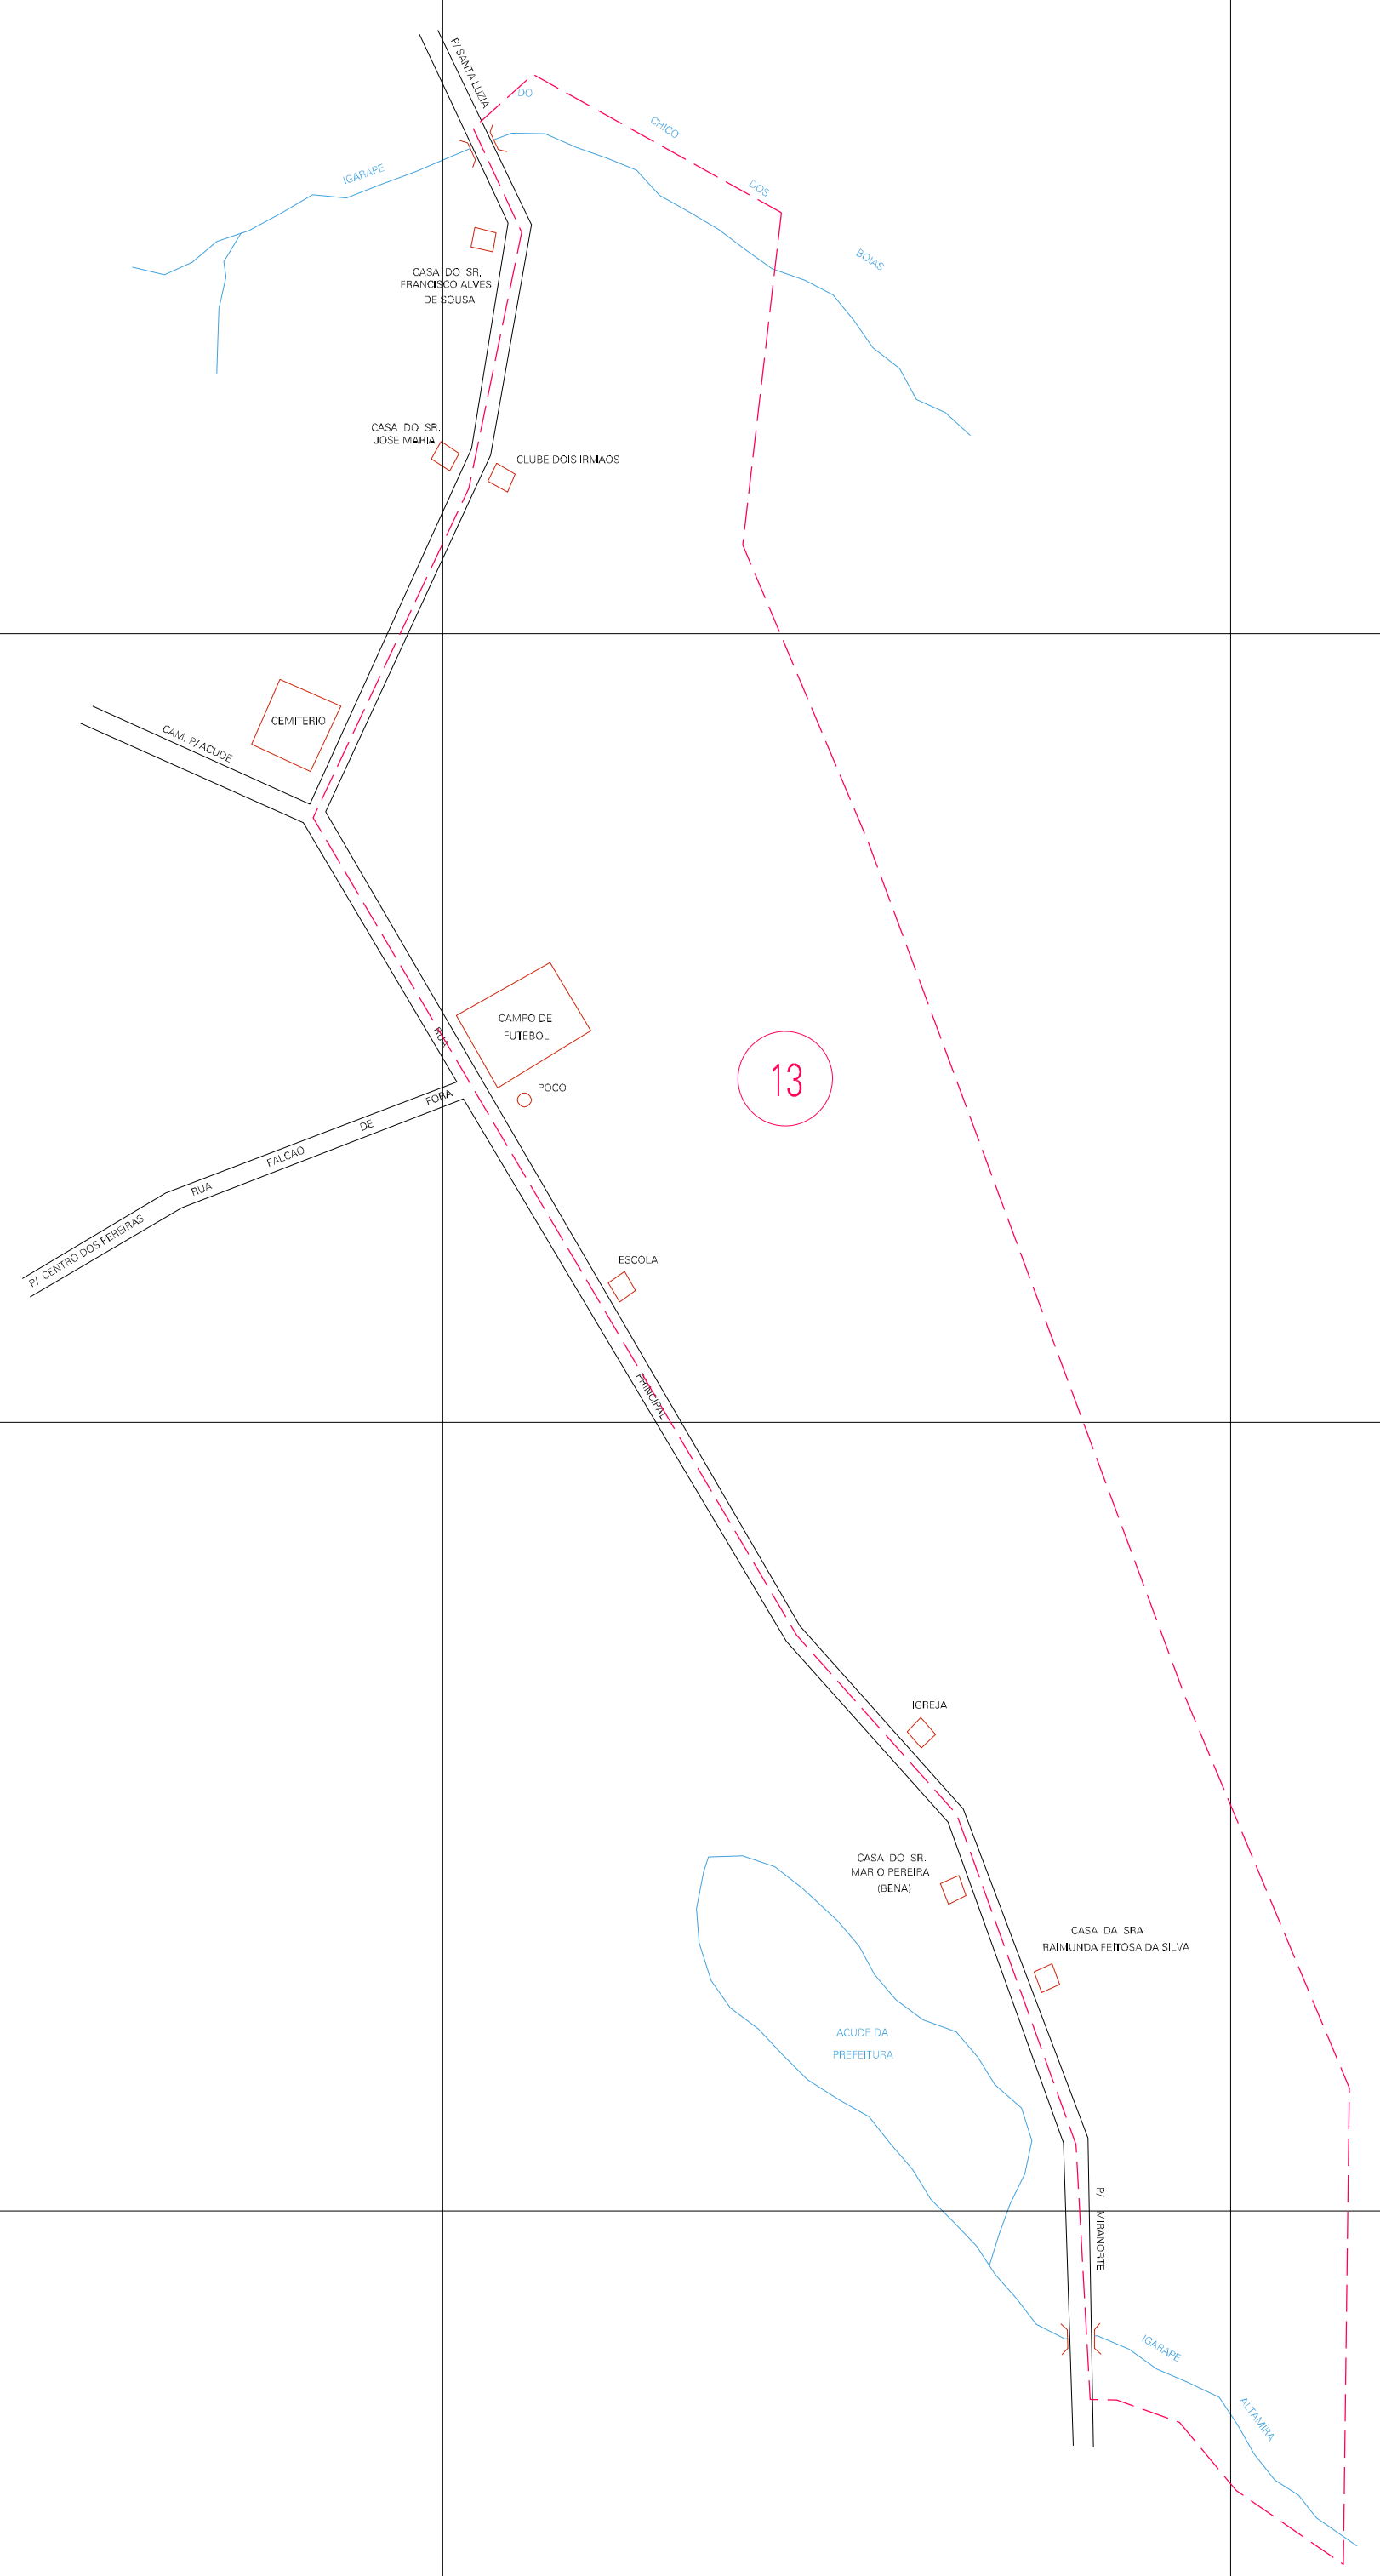 P/ SANTA LUZIA
IGARAPE DO CHICO DOS BOIAS
CASA DO SR.
FRANCISCO ALVES
DE SOUSA
CASA DO SR.
JOSE MARIA
CLUBE DOIS IRMAOS
CEMITERIO
CAM. P/ ACUDE
CAMPO DE
FUTEBOL
POCO
13
RUA PRINCIPAL
RUA FALCAO DE FORA
P/ CENTRO DOS PEREIRAS
ESCOLA
IGREJA
CASA DO SR.
MARIO PEREIRA
(BENA)
CASA DA SRA.
RAIMUNDA FEITOSA DA SILVA
ACUDE DA
PREFEITURA
P/ MIRANORTE
IGARAPE ALTAMIRA